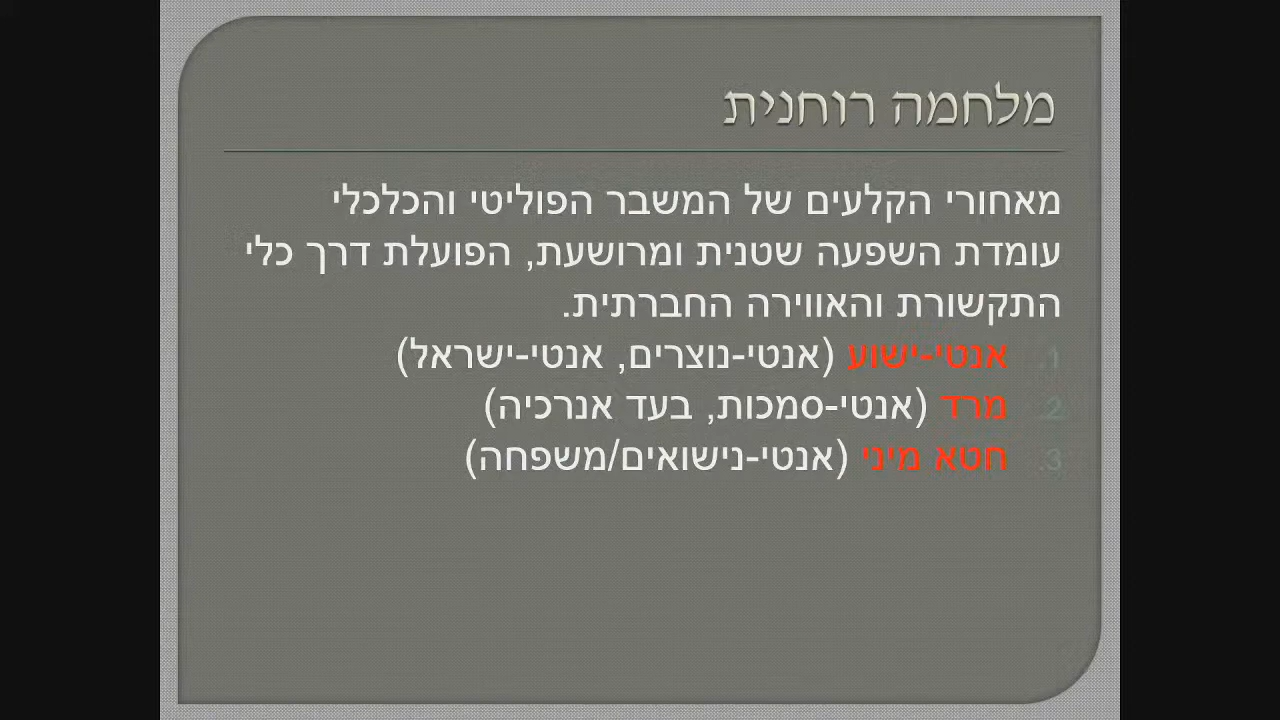 מלחמה רוחנית
מאחורי הקלעים של המשבר הפוליטי והכלכלי
עומדת השפעה שטנית ומרושעת, הפועלת דרך כלי
התקשורת והאווירה החברתית.
1. אנטי-ישוע (אנטי-נוצרים, אנטי-ישראל)
2. מרד (אנטי-סמכות, בעד אנרכיה)
3. חטא מיני (אנטי-נישואים/משפחה)